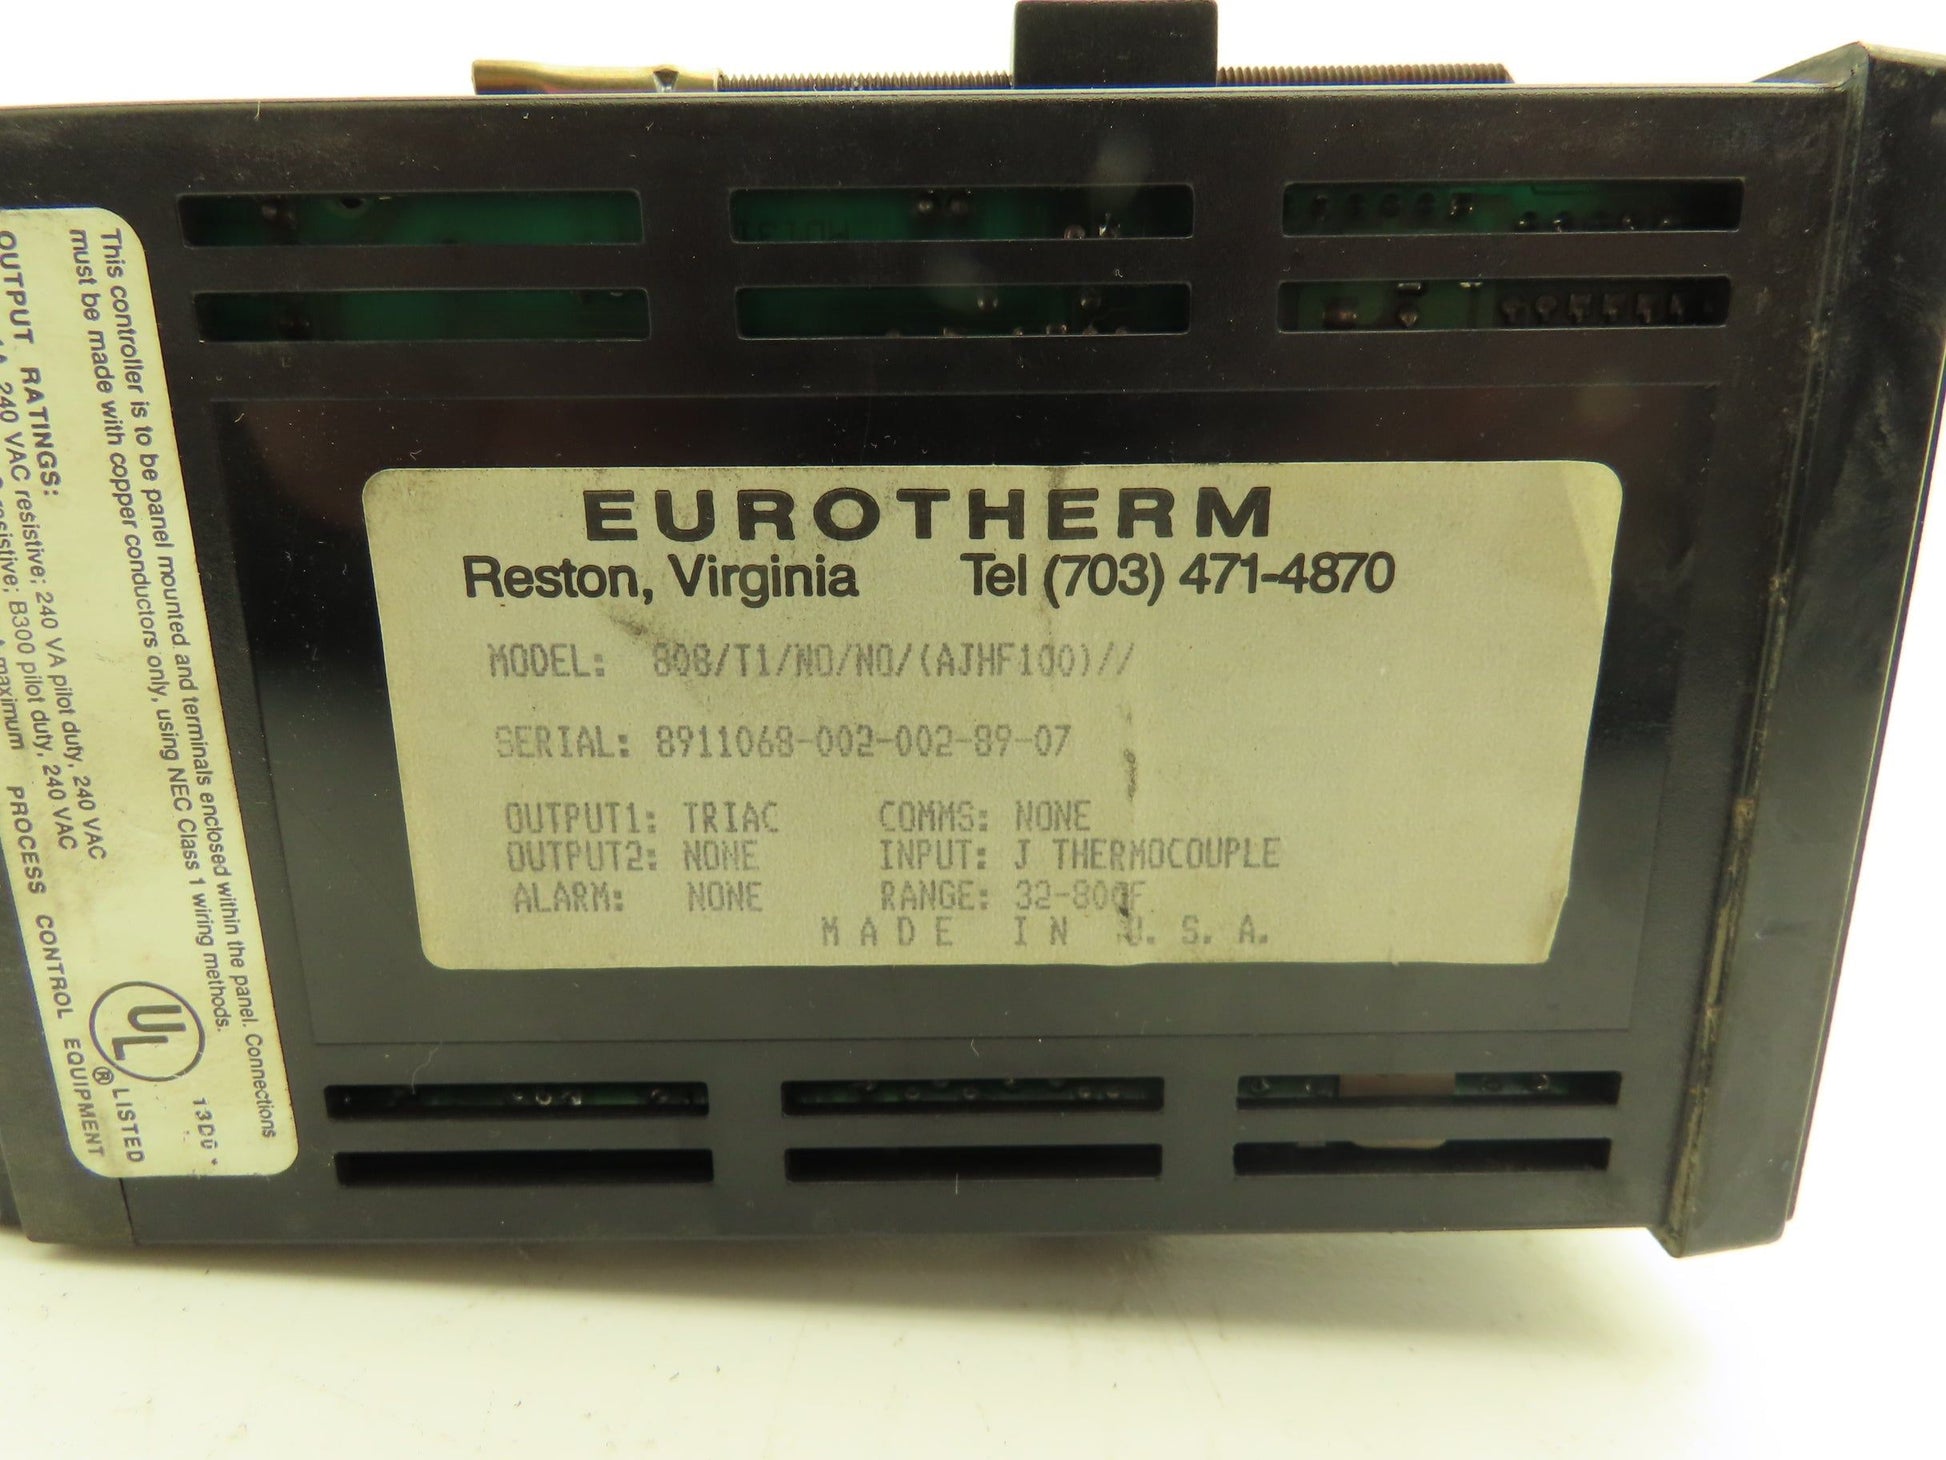 EUROTHERM
Reston, Virginia Tel (703) 471-4870
MODEL: 808/T1/NO/NO/(AJHF100)//
SERIAL: 8911068-002-002-89-07
OUTPUT1: TRIAC COMMS: NONE
OUTPUT2: NONE INPUT: J THERMOCOUPLE
ALARM: NONE RANGE: 32-800F
MADE IN U.S.A.
This controller is to be panel mounted and terminals enclosed within the panel. Connections
must be made with copper conductors only, using NEC Class 1 wiring methods.
OUTPUT RATINGS:
240 VAC resistive; 240 VA pilot duty, 240 VAC
resistive; B300 pilot duty, 240 VAC
maximum
PROCESS CONTROL EQUIPMENT
UL
® LISTED